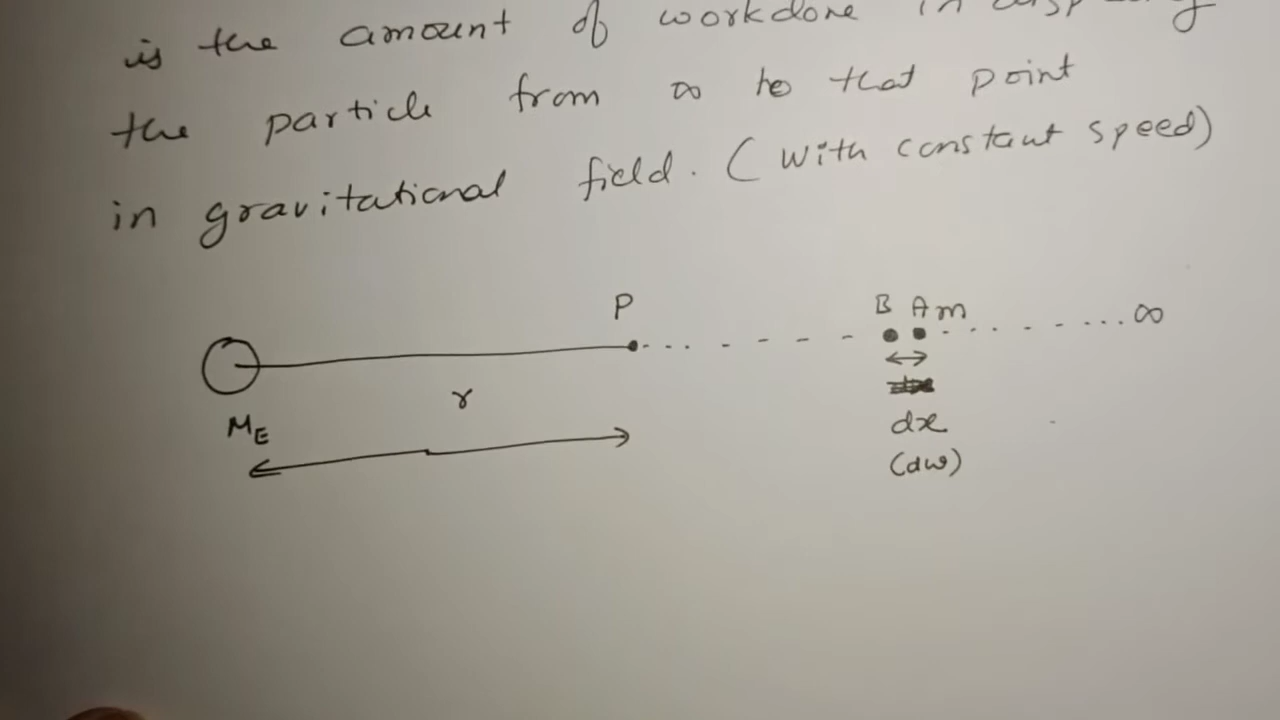 is the amount of workdone in
the particle from ∞ to that point
in gravitational field. (with constant speed)
P
B A m ∞
r
M_E
dx
(dw)